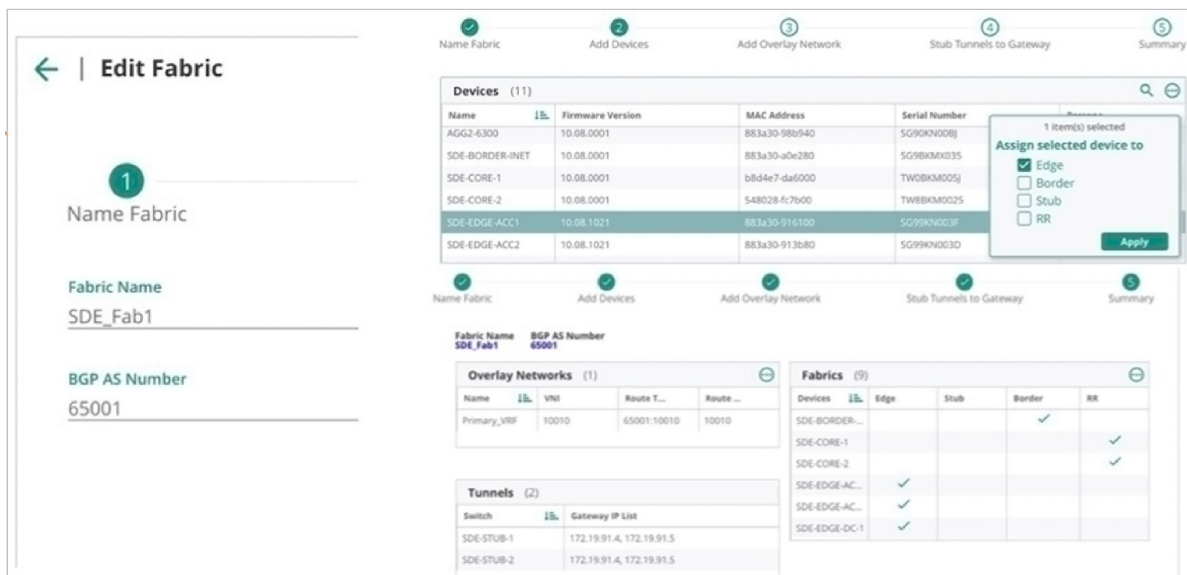 ← | Edit Fabric
1
Name Fabric
Fabric Name
SDE_Fab1
BGP AS Number
65001
Name Fabric 2 Add Devices 3 Add Overlay Network 4 Stub Tunnels to Gateway 5 Summary
Devices (11)
Name Firmware Version MAC Address Serial Number
AGG2-6300 10.08.0001 883a30-98b940 SG90KN00BJ
SDE-BORDER-INET 10.08.0001 883a30-a0e280 SG9BKMX035
SDE-CORE-1 10.08.0001 b8d4e7-da6000 TW0BKM005J
SDE-CORE-2 10.08.0001 548028-fc7b00 TW8BKM0025
SDE-EDGE-ACC1 10.08.1021 883a30-916100 SG99KN003F
SDE-EDGE-ACC2 10.08.1021 883a30-913b80 SG99KN003D
1 item(s) selected
Assign selected device to
Edge
Border
Stub
RR
Apply
Name Fabric Add Devices Add Overlay Network Stub Tunnels to Gateway 5 Summary
Fabric Name BGP AS Number
SDE_Fab1 65001
Overlay Networks (1)
Name VNI Route T... Route ...
Primary_VRF 10010 65001:10010 10010
Tunnels (2)
Switch Gateway IP List
SDE-STUB-1 172.19.91.4, 172.19.91.5
SDE-STUB-2 172.19.91.4, 172.19.91.5
Fabrics (9)
Devices Edge Stub Border RR
SDE-BORDER-...
SDE-CORE-1
SDE-CORE-2
SDE-EDGE-AC...
SDE-EDGE-AC...
SDE-EDGE-DC-1